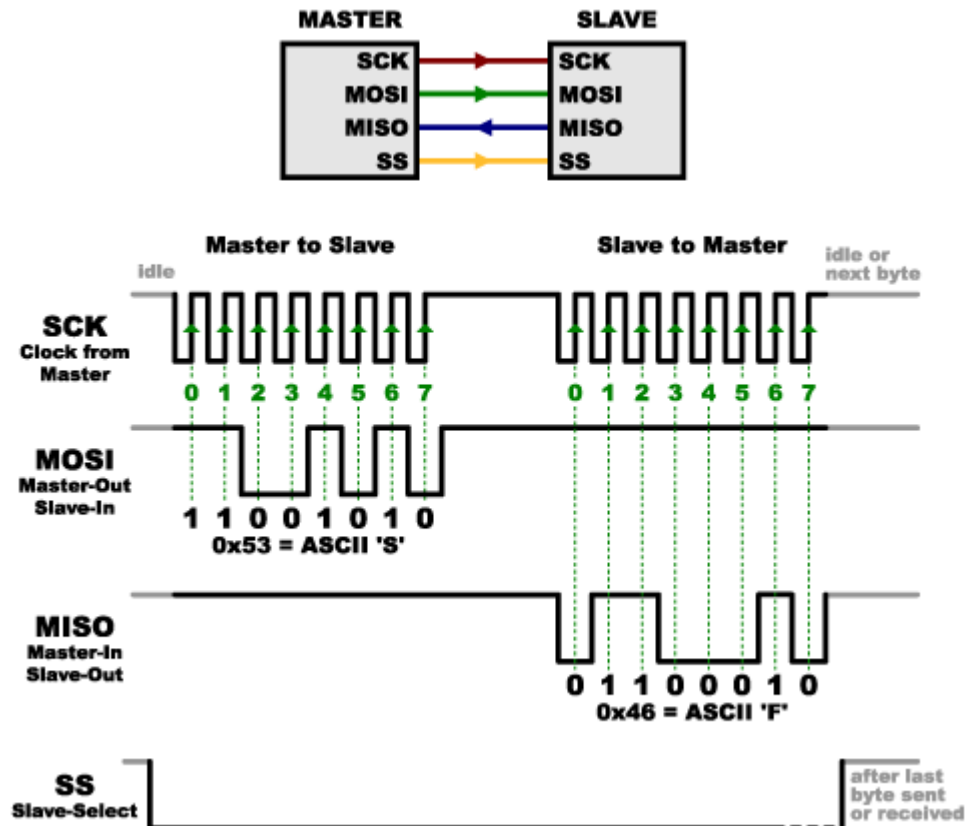 MASTER SLAVE
SCK SCK
MOSI MOSI
MISO MISO
SS SS
Master to Slave Slave to Master
idle
idle or
next byte
SCK
Clock from
Master
0 1 2 3 4 5 6 7 0 1 2 3 4 5 6 7
MOSI
Master-Out
Slave-In
1 1 0 0 1 0 1 0
0x53 = ASCII 'S'
MISO
Master-In
Slave-Out
0 1 1 0 0 0 1 0
0x46 = ASCII 'F'
SS
Slave-Select
after last
byte sent
or received